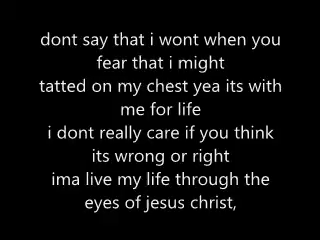 dont say that i wont when you
fear that i might
tatted on my chest yea its with
me for life
i dont really care if you think
its wrong or right
ima live my life through the
eyes of jesus christ,